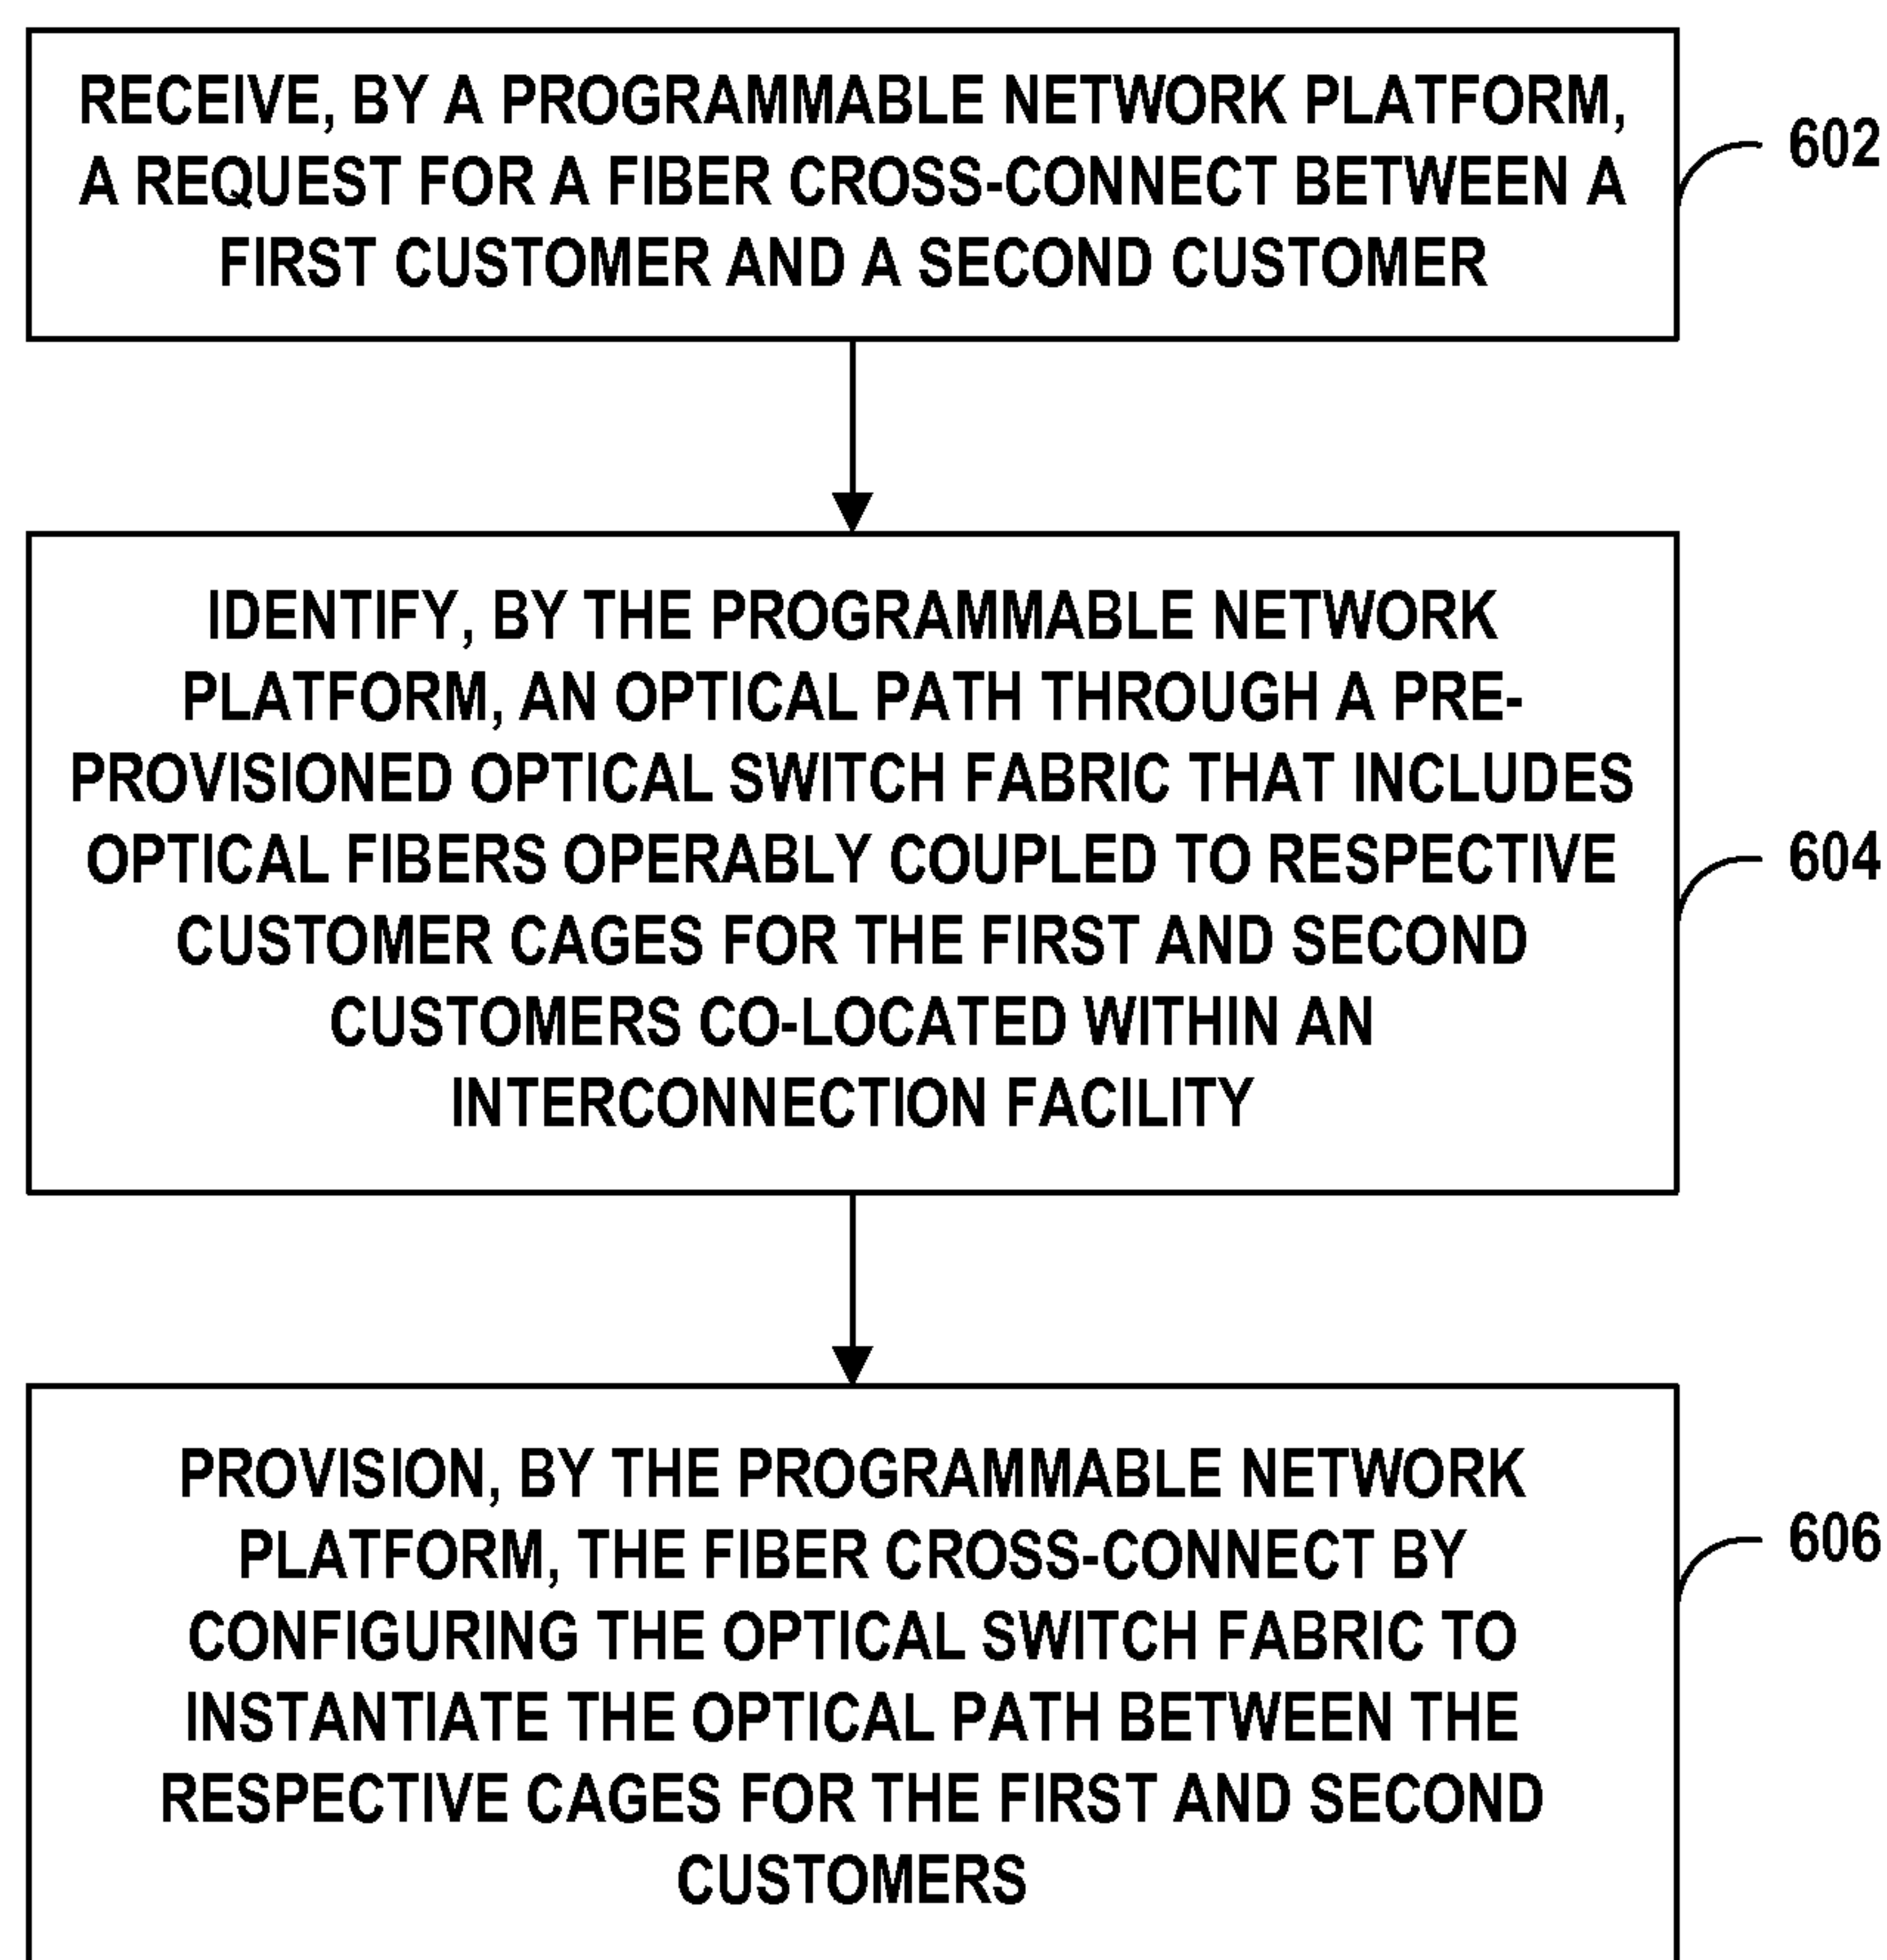 RECEIVE, BY A PROGRAMMABLE NETWORK PLATFORM,
A REQUEST FOR A FIBER CROSS-CONNECT BETWEEN A
FIRST CUSTOMER AND A SECOND CUSTOMER
602
IDENTIFY, BY THE PROGRAMMABLE NETWORK
PLATFORM, AN OPTICAL PATH THROUGH A PRE-
PROVISIONED OPTICAL SWITCH FABRIC THAT INCLUDES
OPTICAL FIBERS OPERABLY COUPLED TO RESPECTIVE
CUSTOMER CAGES FOR THE FIRST AND SECOND
CUSTOMERS CO-LOCATED WITHIN AN
INTERCONNECTION FACILITY
604
PROVISION, BY THE PROGRAMMABLE NETWORK
PLATFORM, THE FIBER CROSS-CONNECT BY
CONFIGURING THE OPTICAL SWITCH FABRIC TO
INSTANTIATE THE OPTICAL PATH BETWEEN THE
RESPECTIVE CAGES FOR THE FIRST AND SECOND
CUSTOMERS
606